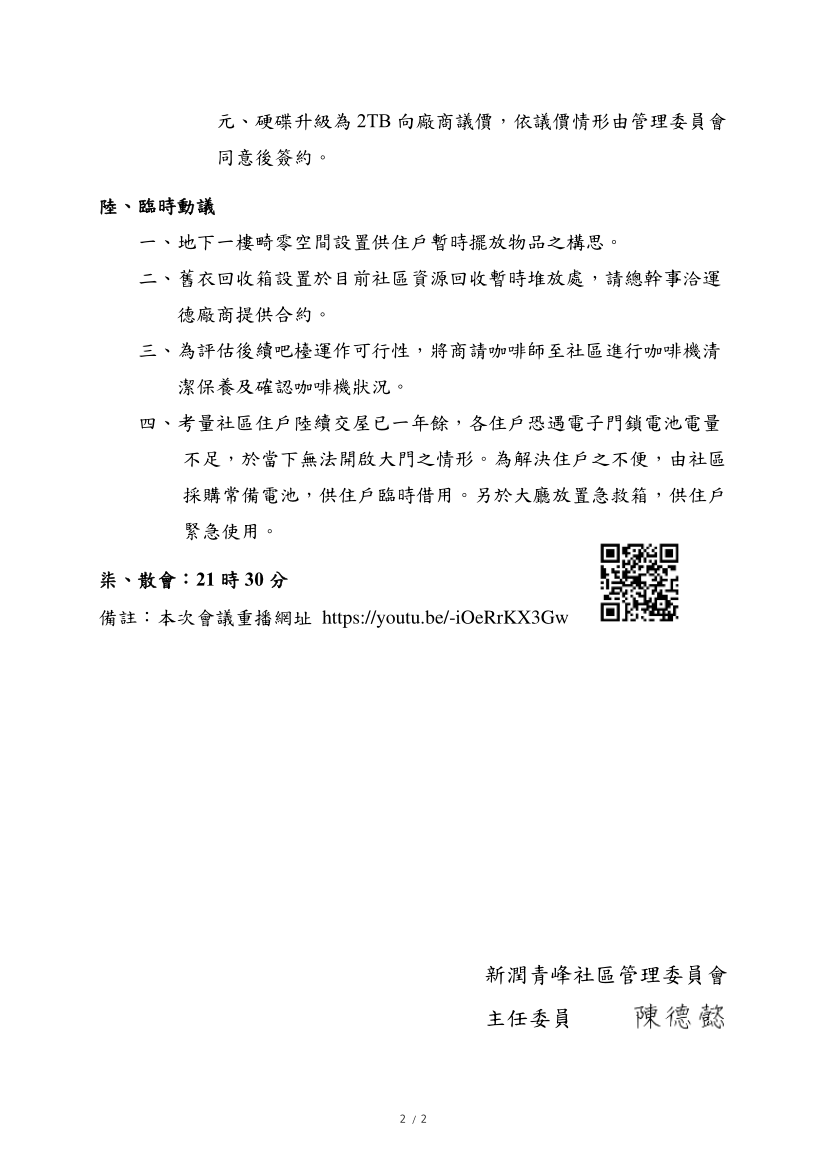 元、硬碟升級為 2TB 向廠商議價，依議價情形由管理委員會
同意後簽約。
陸、臨時動議
一、地下一樓畸零空間設置供住戶暫時擺放物品之構思。
二、舊衣回收箱設置於目前社區資源回收暫時堆放處，請總幹事洽運
德廠商提供合約。
三、為評估後續吧檯運作可行性，將商請咖啡師至社區進行咖啡機清
潔保養及確認咖啡機狀況。
四、考量社區住戶陸續交屋已一年餘，各住戶恐遇電子門鎖電池電量
不足，於當下無法開啟大門之情形。為解決住戶之不便，由社區
採購常備電池，供住戶臨時借用。另於大廳放置急救箱，供住戶
緊急使用。
柒、散會：21 時 30 分
備註：本次會議重播網址 https://youtu.be/-iOeRrKX3Gw
新潤青峰社區管理委員會
主任委員 陳德懿
2 / 2